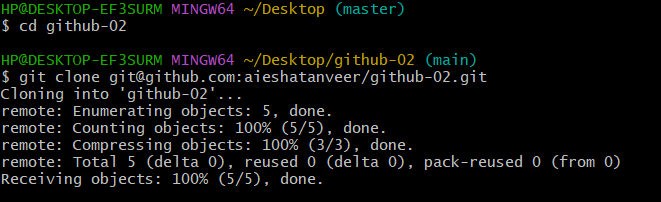 HP@DESKTOP-EF3SURM MINGW64 ~/Desktop (master)
$ cd github-02
HP@DESKTOP-EF3SURM MINGW64 ~/Desktop/github-02 (main)
$ git clone git@github.com:aieshatanveer/github-02.git
Cloning into 'github-02'...
remote: Enumerating objects: 5, done.
remote: Counting objects: 100% (5/5), done.
remote: Compressing objects: 100% (3/3), done.
remote: Total 5 (delta 0), reused 0 (delta 0), pack-reused 0 (from 0)
Receiving objects: 100% (5/5), done.